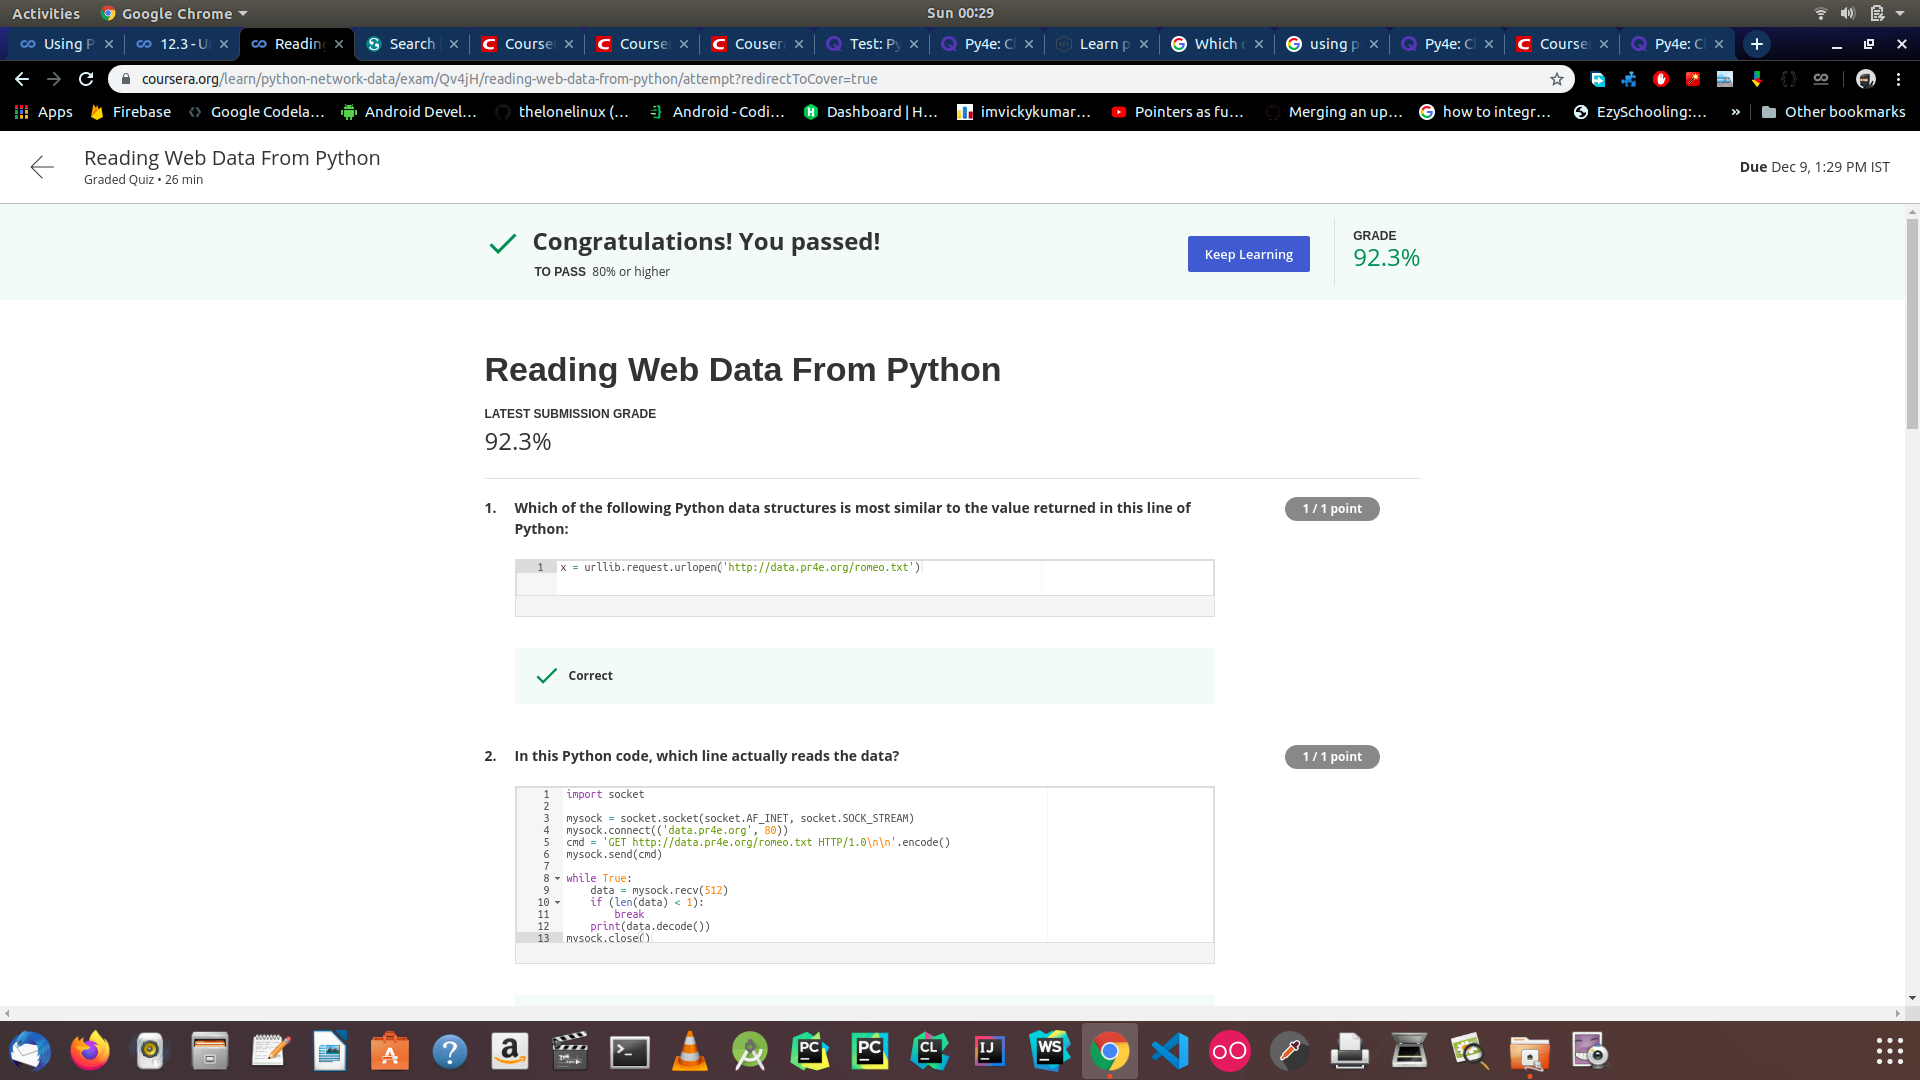 Activities
Google Chrome
Sun 00:29
Using P
12.3 - U
Reading
Search
Course
Course
Cousera
Test: Py
Py4e: C
Learn p
Which
using p
Py4e: C
Course
Py4e: C
coursera.org/learn/python-network-data/exam/Qv4jH/reading-web-data-from-python/attempt?redirectToCover=true
Apps
Firebase
Google Codela...
Android Devel...
thelonelinux (...
Android - Codi...
Dashboard | H...
imvickykumar...
Pointers as fu...
Merging an up...
how to integr...
EzySchooling:...
»
Other bookmarks
Reading Web Data From Python
Graded Quiz • 26 min
Due Dec 9, 1:29 PM IST
Congratulations! You passed!
TO PASS 80% or higher
Keep Learning
GRADE
92.3%
Reading Web Data From Python
LATEST SUBMISSION GRADE
92.3%
1. Which of the following Python data structures is most similar to the value returned in this line of
Python:
1 / 1 point
1 x = urllib.request.urlopen('http://data.pr4e.org/romeo.txt')
Correct
2. In this Python code, which line actually reads the data?
1 / 1 point
1 import socket
2
3 mysock = socket.socket(socket.AF_INET, socket.SOCK_STREAM)
4 mysock.connect(('data.pr4e.org', 80))
5 cmd = 'GET http://data.pr4e.org/romeo.txt HTTP/1.0\n\n'.encode()
6 mysock.send(cmd)
7
8 while True:
9 data = mysock.recv(512)
10 if (len(data) < 1):
11 break
12 print(data.decode())
13 mysock.close()